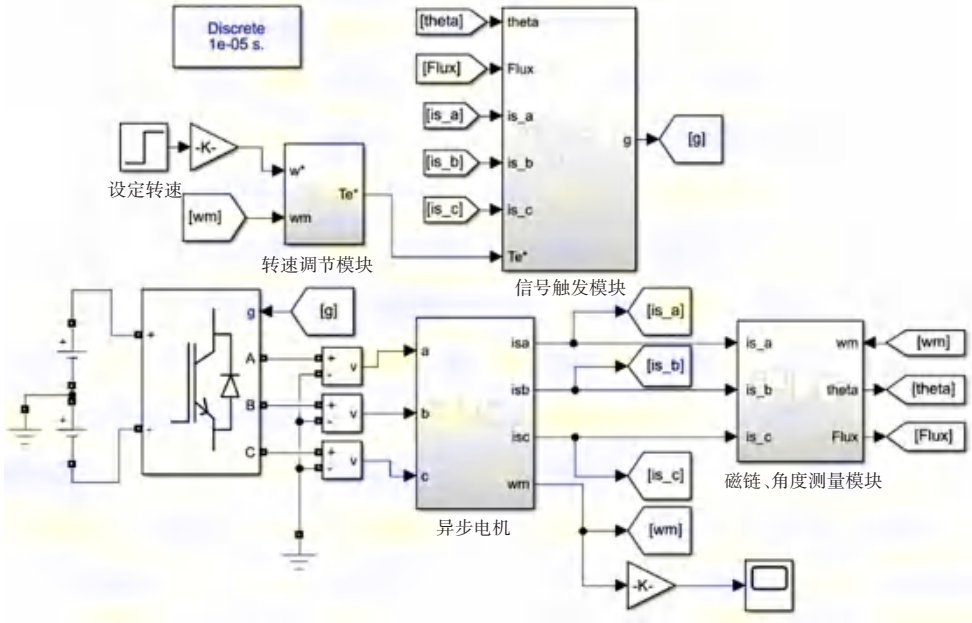 Discrete
1e-05 s.
[theta]
theta
[Flux]
Flux
[is_a]
is_a
[is_b]
is_b
g
[g]
[is_c]
is_c
Te*
信号触发模块
-K-
设定转速
w*
Te*
[wm]
wm
转速调节模块
+
-
g
[g]
A
B
C
+
-
v
+
-
v
+
-
v
+
+
a
b
c
isa
isb
isc
wm
异步电机
[is_a]
[is_b]
[is_c]
[wm]
-K-
is_a
is_b
is_c
wm
theta
Flux
[wm]
[theta]
[Flux]
磁链、角度测量模块